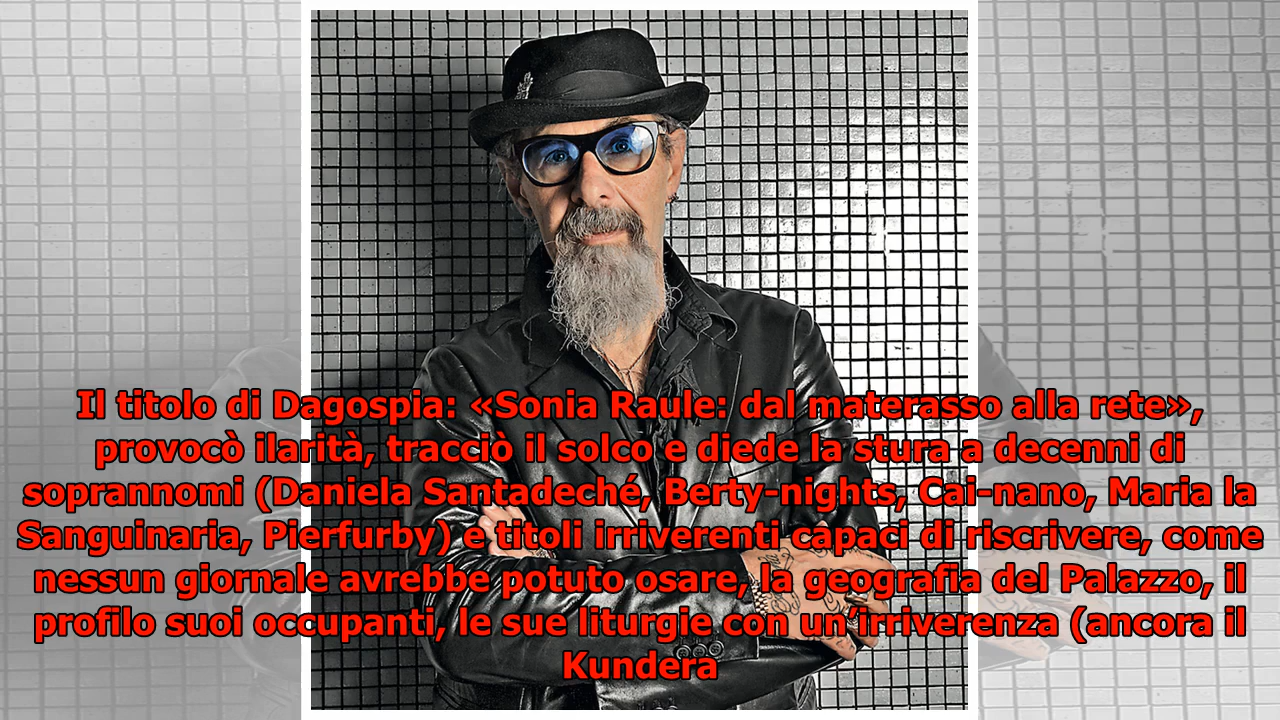 Il titolo di Dagospia: «Sonia Raule: dal materasso alla rete»,
provocò ilarità, tracciò il solco e diede la stura a decenni di
soprannomi (Daniela Santadeché, Berty-nights, Cai-nano, Maria la
Sanguinaria, Pierfurby) e titoli irriverenti capaci di riscrivere, come
nessun giornale avrebbe potuto osare, la geografia del Palazzo, il
profilo suoi occupanti, le sue liturgie con un’irriverenza (ancora il
Kundera